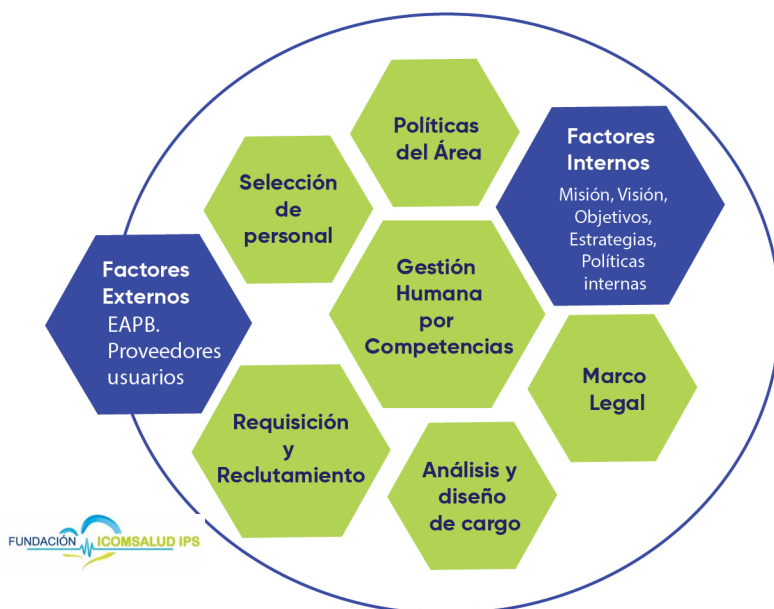 Políticas
del Área
Factores
Internos
Misión, Visión,
Objetivos,
Estrategias,
Políticas
internas
Selección
de
personal
Factores
Externos
EAPB.
Proveedores
usuarios
Gestión
Humana
por
Competencias
Marco
Legal
Requisición
y
Reclutamiento
Análisis y
diseño
de cargo
FUNDACIÓN ICOMSALUD IPS